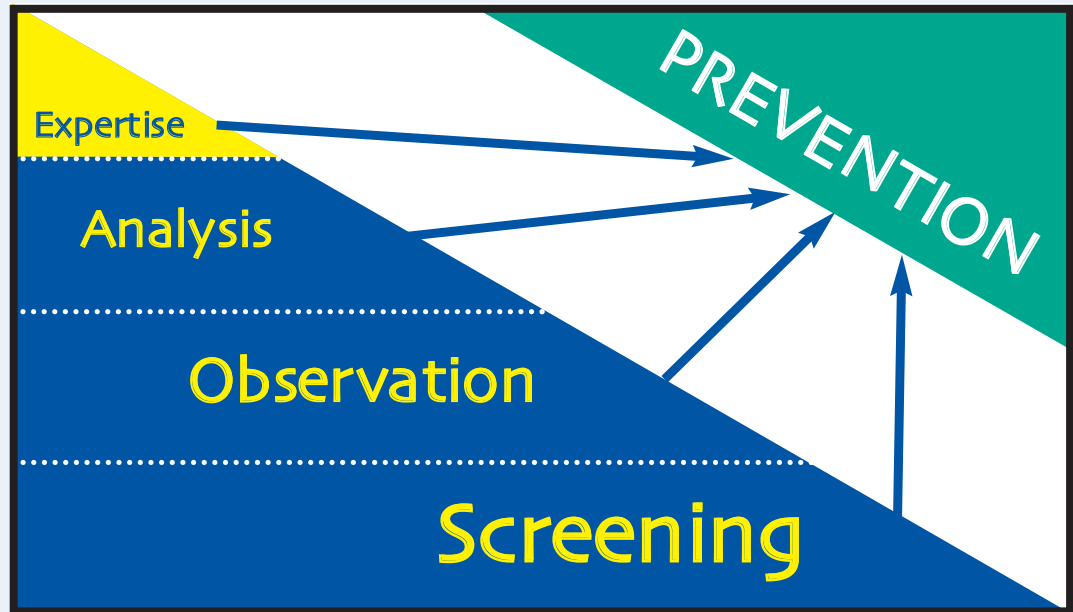 PREVENTION
Expertise
Analysis
Observation
Screening